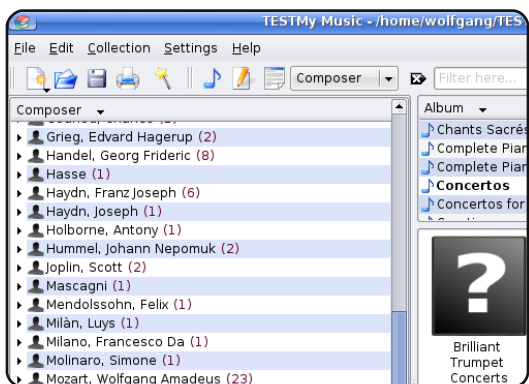 TESTMy Music - /home/wolfgang/TES
File Edit Collection Settings Help
Composer Filter here...
Composer
Grieg, Edvard Hagerup (2)
Handel, Georg Frideric (8)
Hasse (1)
Haydn, Franz Joseph (6)
Haydn, Joseph (1)
Holborne, Antony (1)
Hummel, Johann Nepomuk (2)
Joplin, Scott (2)
Mascagni (1)
Mendolssohn, Felix (1)
Milàn, Luys (1)
Milano, Francesco Da (1)
Molinaro, Simone (1)
Mozart, Wolfgang Amadeus (23)
Album
Chants Sacrés
Complete Pian
Complete Pian
Concertos
Concertos for
?
Brilliant
Trumpet
Concerts